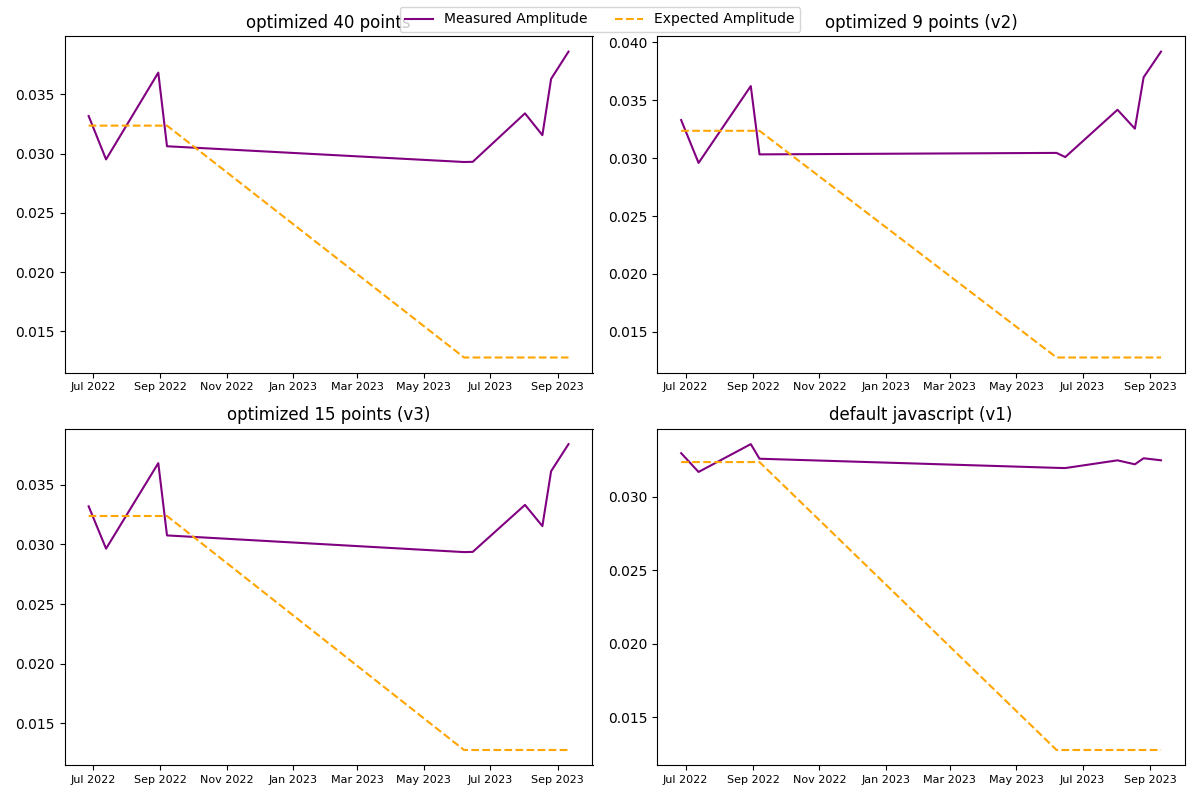 Measured Amplitude Expected Amplitude
optimized 40 points
0.035
0.030
0.025
0.020
0.015
Jul 2022 Sep 2022 Nov 2022 Jan 2023 Mar 2023 May 2023 Jul 2023 Sep 2023
optimized 9 points (v2)
0.040
0.035
0.030
0.025
0.020
0.015
Jul 2022 Sep 2022 Nov 2022 Jan 2023 Mar 2023 May 2023 Jul 2023 Sep 2023
optimized 15 points (v3)
0.035
0.030
0.025
0.020
0.015
Jul 2022 Sep 2022 Nov 2022 Jan 2023 Mar 2023 May 2023 Jul 2023 Sep 2023
default javascript (v1)
0.030
0.025
0.020
0.015
Jul 2022 Sep 2022 Nov 2022 Jan 2023 Mar 2023 May 2023 Jul 2023 Sep 2023